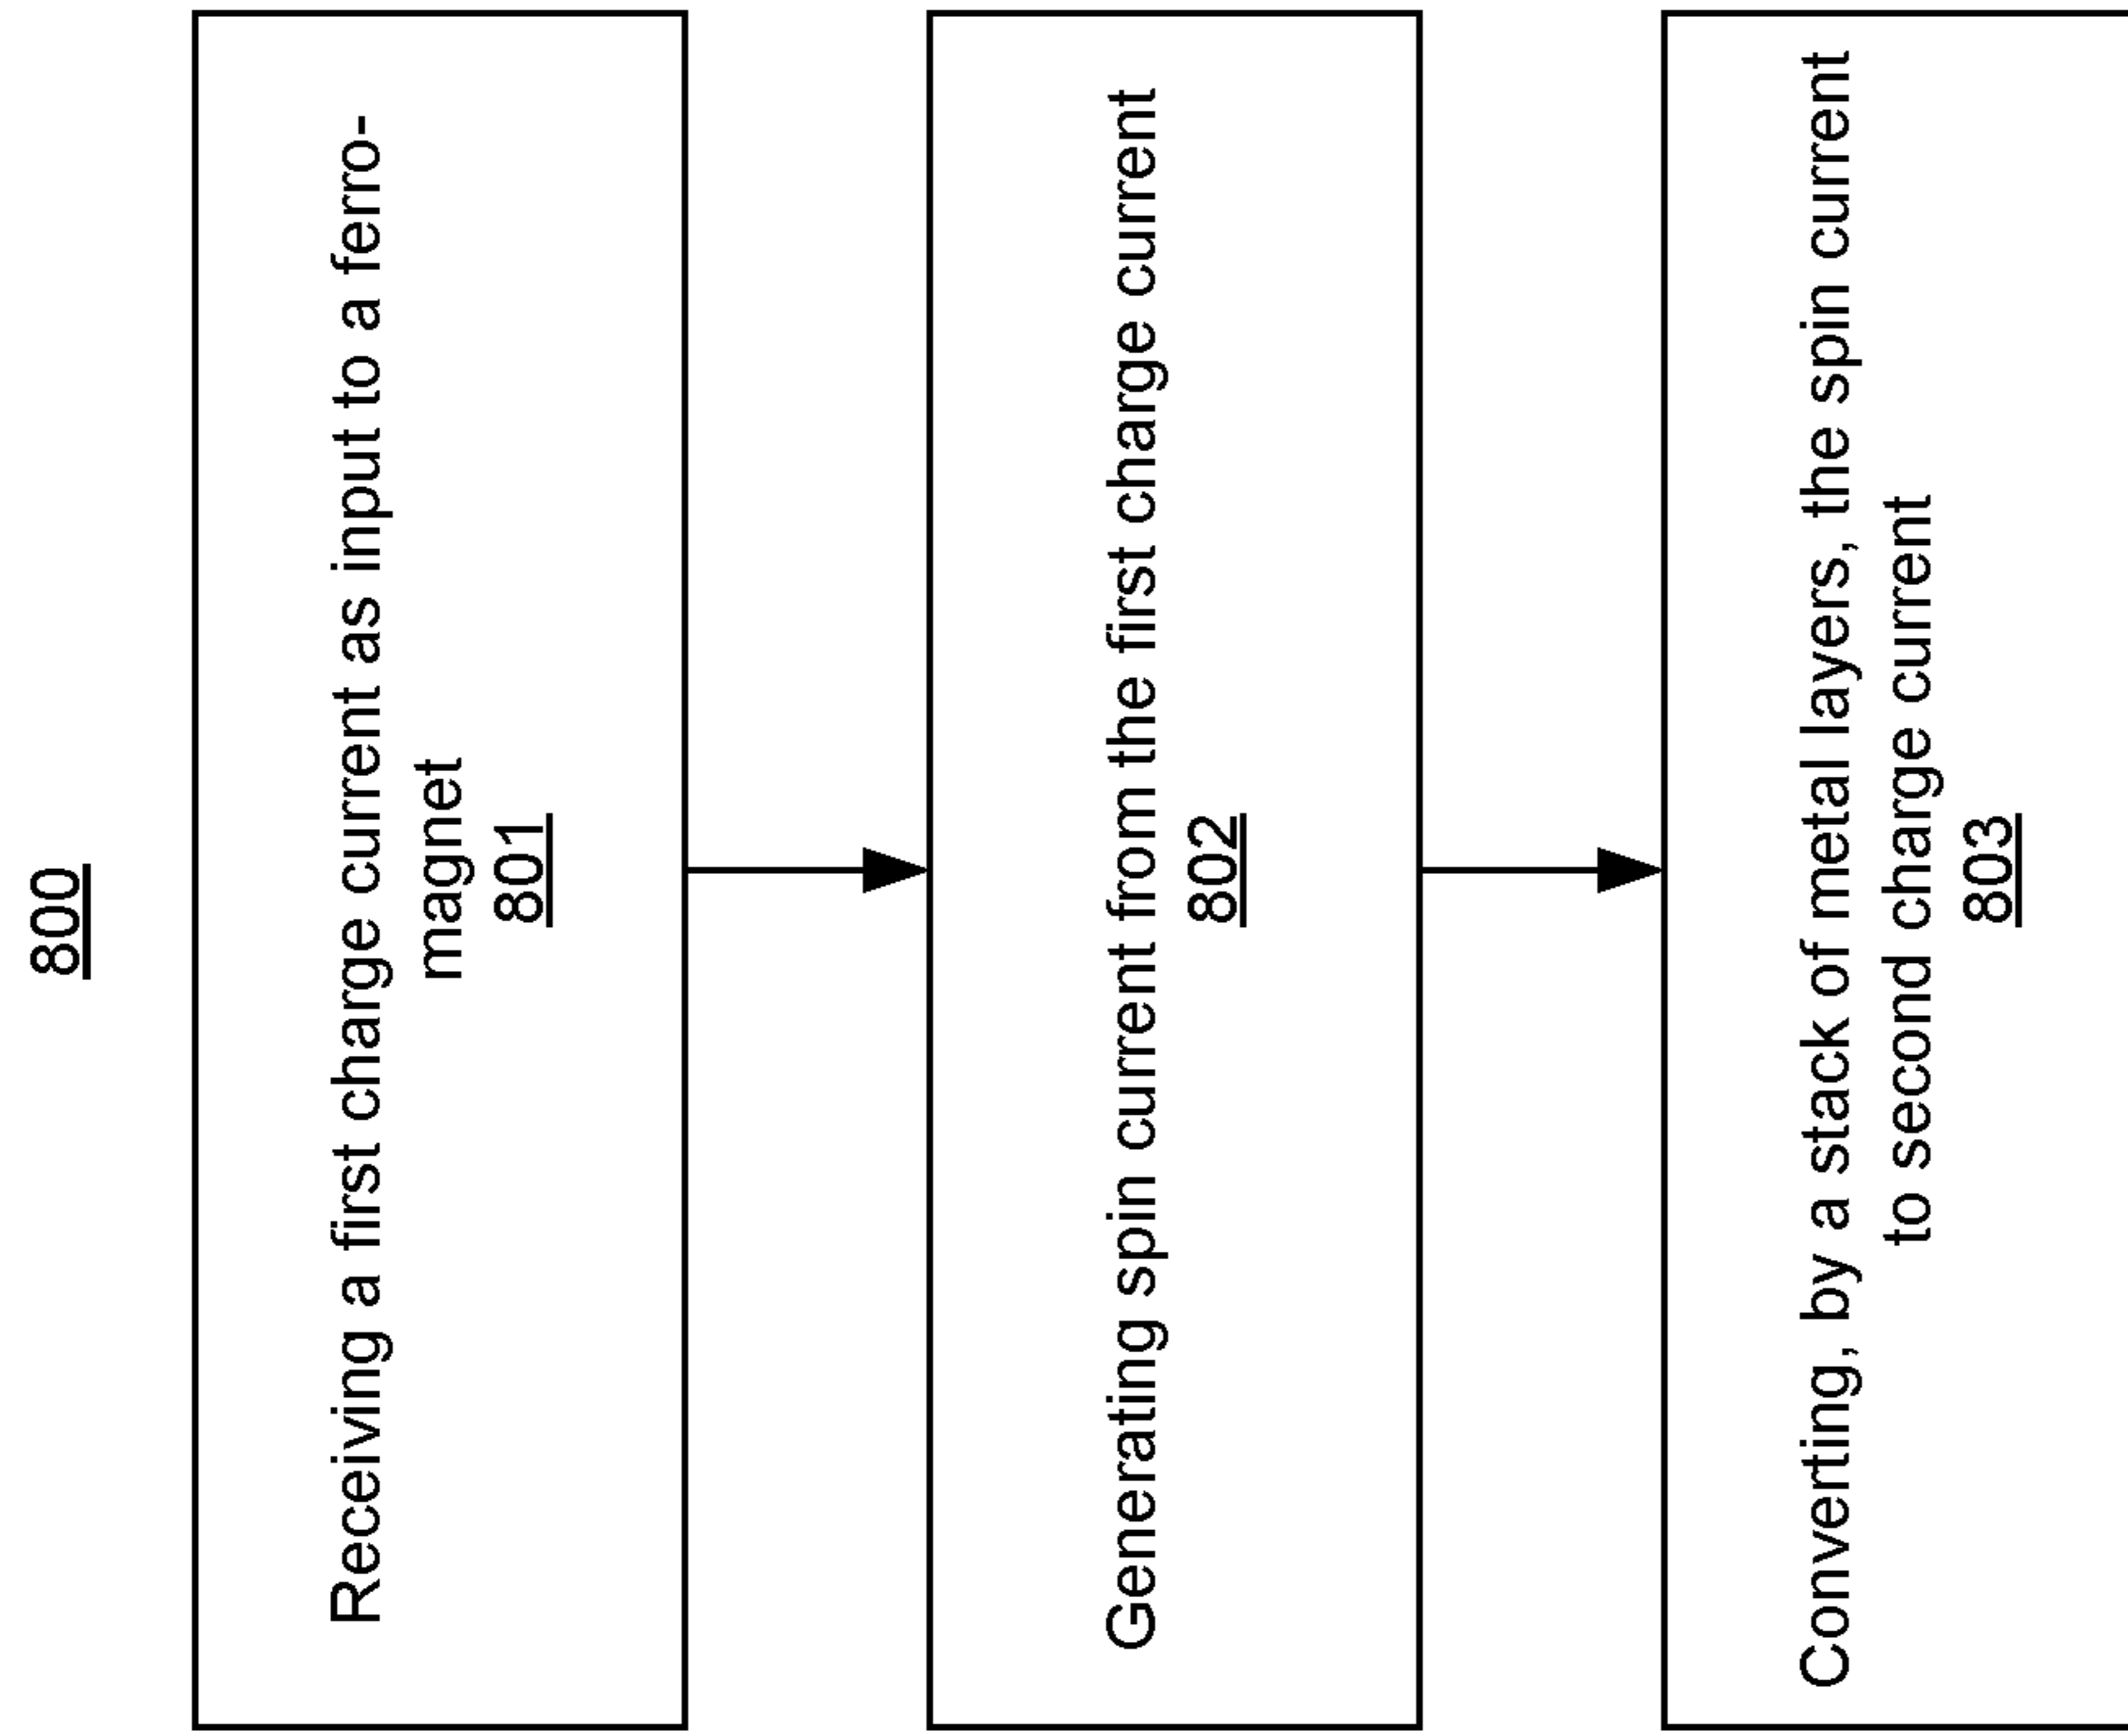 800
Receiving a first charge current as input to a ferro-
magnet
801
Generating spin current from the first charge current
802
Converting, by a stack of metal layers, the spin current
to second charge current
803